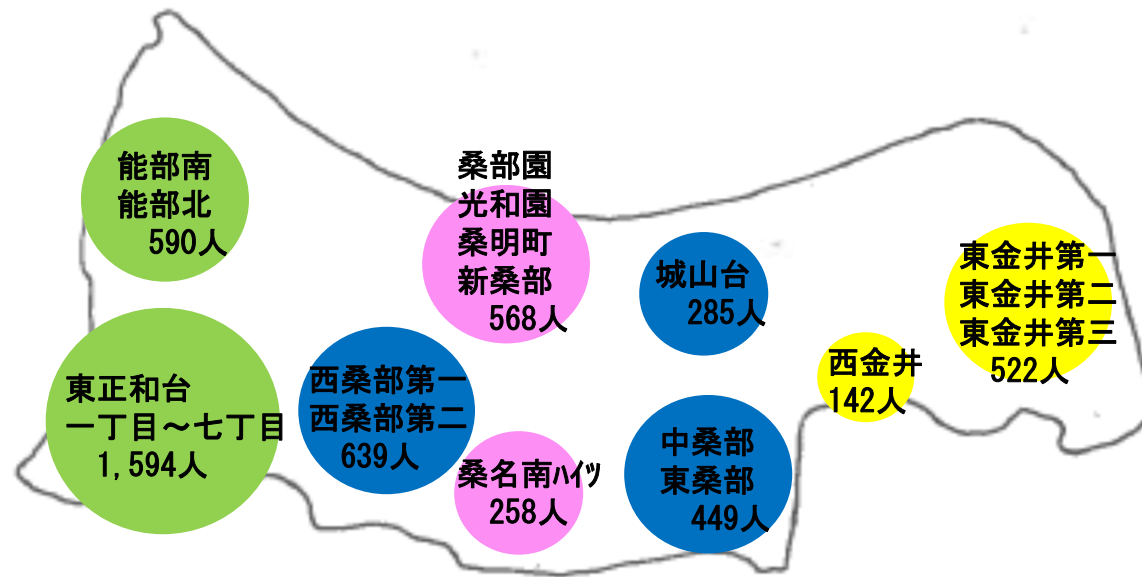 能部南
能部北
590人
桑部園
光和園
桑明町
新桑部
568人
城山台
285人
東金井第一
東金井第二
東金井第三
522人
西金井
142人
東正和台
一丁目～七丁目
1,594人
西桑部第一
西桑部第二
639人
桑名南ハイツ
258人
中桑部
東桑部
449人